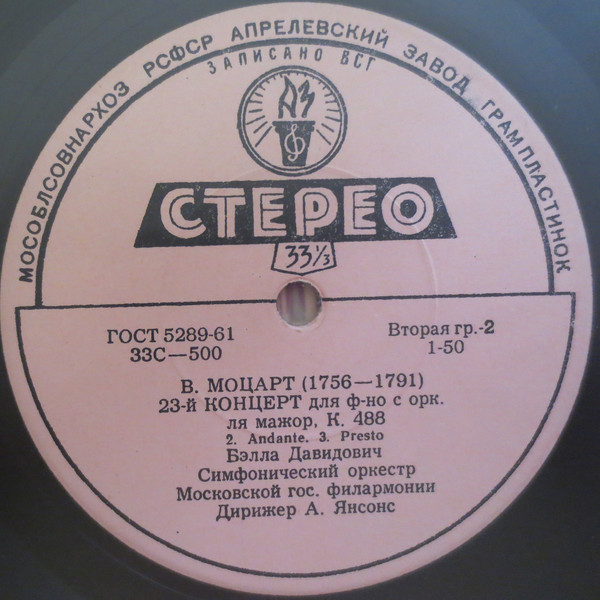 МОСОБЛСОВНАРХОЗ РСФСР АПРЕЛЕВСКИЙ ЗАВОД ГРАМПЛАСТИНОК
ЗАПИСАНО ВСГ
АЗ
СТЕРЕО
33⅓
ГОСТ 5289-61
33С—500
Вторая гр.-2
1-50
В. МОЦАРТ (1756—1791)
23-й КОНЦЕРТ для ф-но с орк.
ля мажор, К. 488
2. Andante. 3. Presto
Бэлла Давидович
Симфонический оркестр
Московской гос. филармонии
Дирижер А. Янсонс